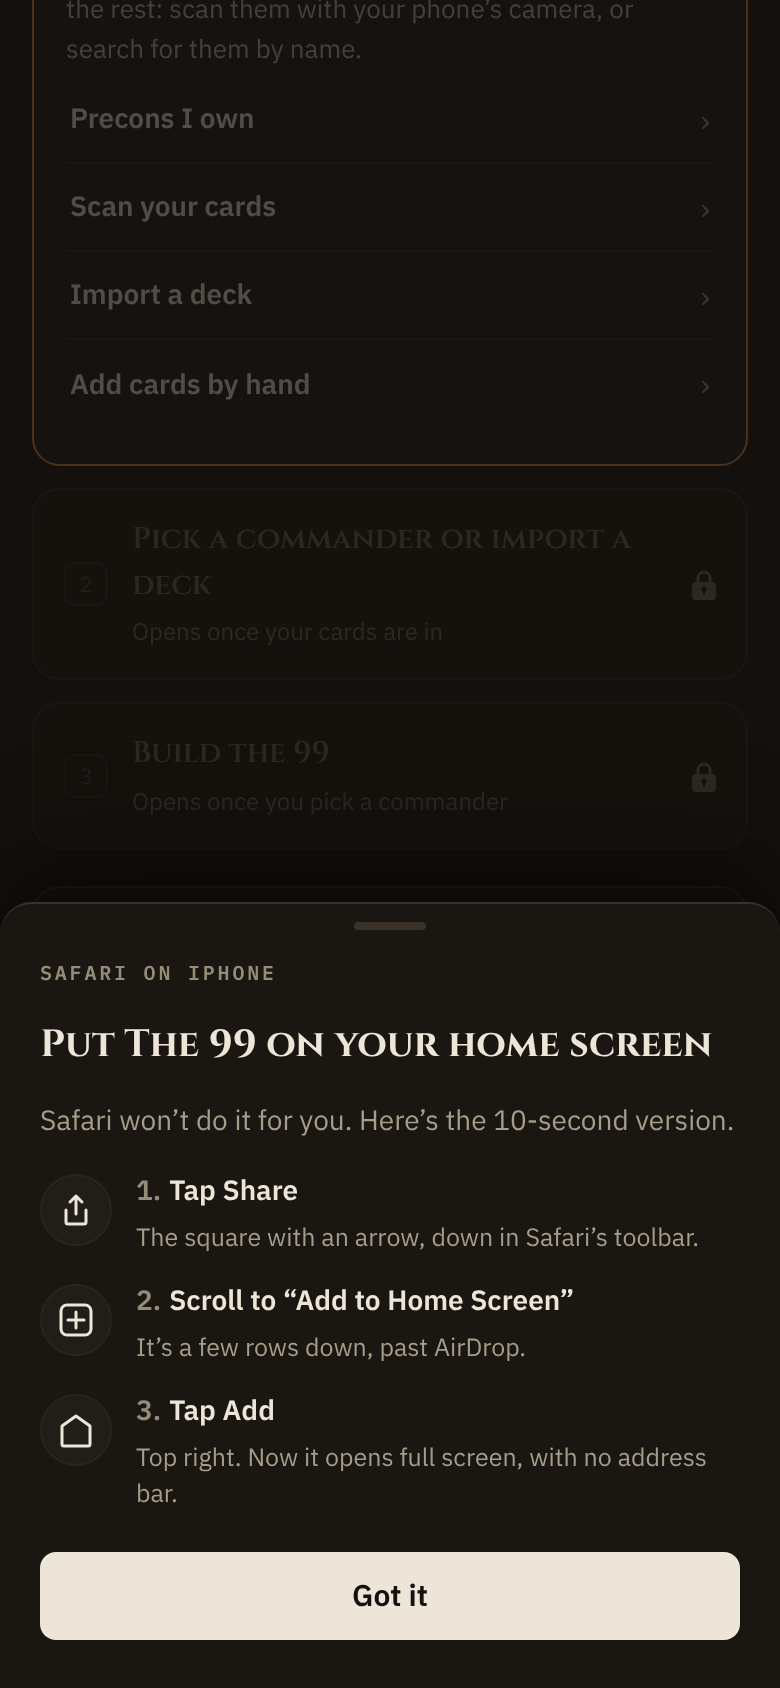 the rest: scan them with your phone’s camera, or
search for them by name.
Precons I own
Scan your cards
Import a deck
Add cards by hand
2
Pick a commander or import a
deck
Opens once your cards are in
3
Build the 99
Opens once you pick a commander
SAFARI ON IPHONE
Put The 99 on your home screen
Safari won’t do it for you. Here’s the 10-second version.
1. Tap Share
The square with an arrow, down in Safari’s toolbar.
2. Scroll to “Add to Home Screen”
It’s a few rows down, past AirDrop.
3. Tap Add
Top right. Now it opens full screen, with no address
bar.
Got it